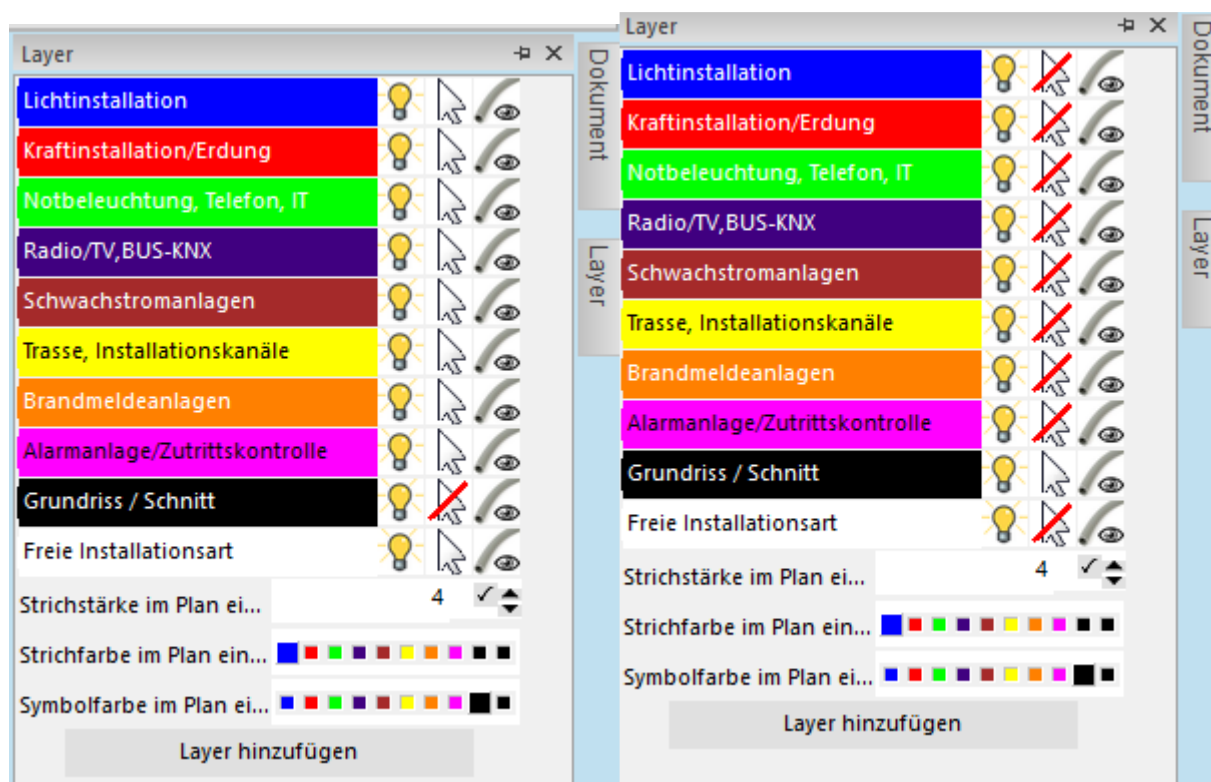 Layer
Lichtinstallation
Kraftinstallation/Erdung
Notbeleuchtung, Telefon, IT
Radio/TV,BUS-KNX
Schwachstromanlagen
Trasse, Installationskanäle
Brandmeldeanlagen
Alarmanlage/Zutrittskontrolle
Grundriss / Schnitt
Freie Installationsart
Strichstärke im Plan ei... 4
Strichfarbe im Plan ein...
Symbolfarbe im Plan ei...
Layer hinzufügen
Dokument
Layer
Layer
Lichtinstallation
Kraftinstallation/Erdung
Notbeleuchtung, Telefon, IT
Radio/TV,BUS-KNX
Schwachstromanlagen
Trasse, Installationskanäle
Brandmeldeanlagen
Alarmanlage/Zutrittskontrolle
Grundriss / Schnitt
Freie Installationsart
Strichstärke im Plan ei... 4
Strichfarbe im Plan ein...
Symbolfarbe im Plan ei...
Layer hinzufügen
Dokument
Layer